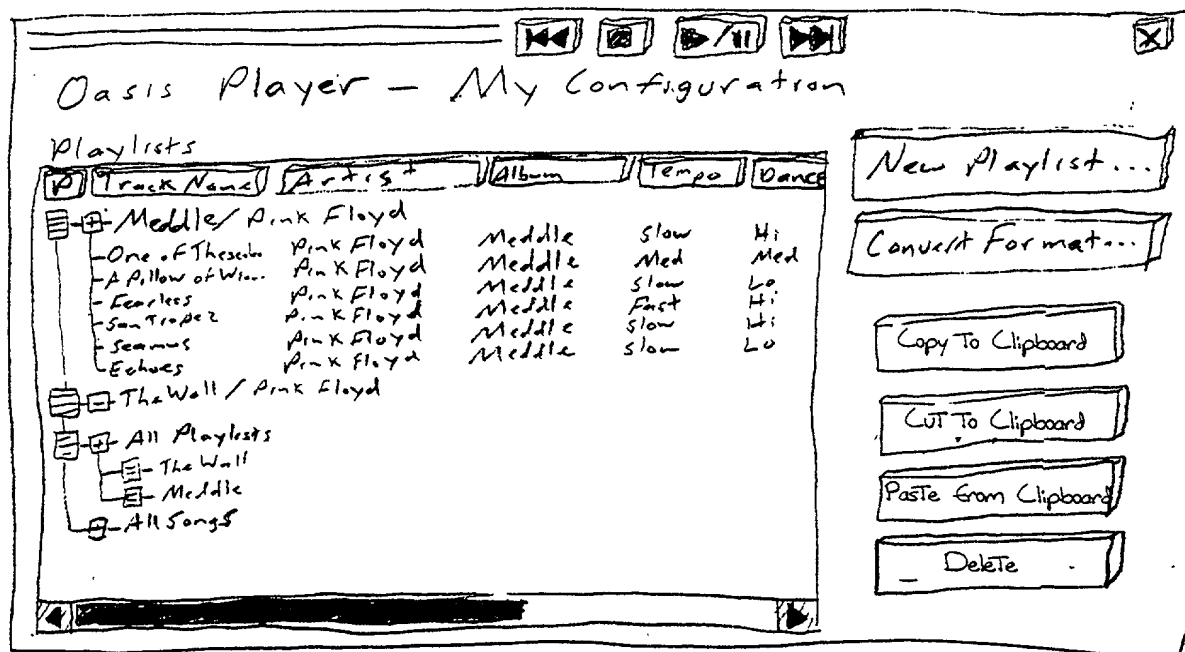 Oasis Player - My Configuration
Playlists
P Track Name Artist Album Tempo Dance
Meddle / Pink Floyd
One of These Pink Floyd Meddle Slow Hi
A Pillow of Win... Pink Floyd Meddle Med Med
Fearless Pink Floyd Meddle Slow Lo
San Tropez Pink Floyd Meddle Fast Hi
Seamus Pink Floyd Meddle Slow Hi
Echoes Pink Floyd Meddle Slow Lo
The Wall / Pink Floyd
All Playlists
The Wall
Meddle
All Songs
New Playlist...
Convert Format...
Copy To Clipboard
CUT To Clipboard
Paste from Clipboard
Delete